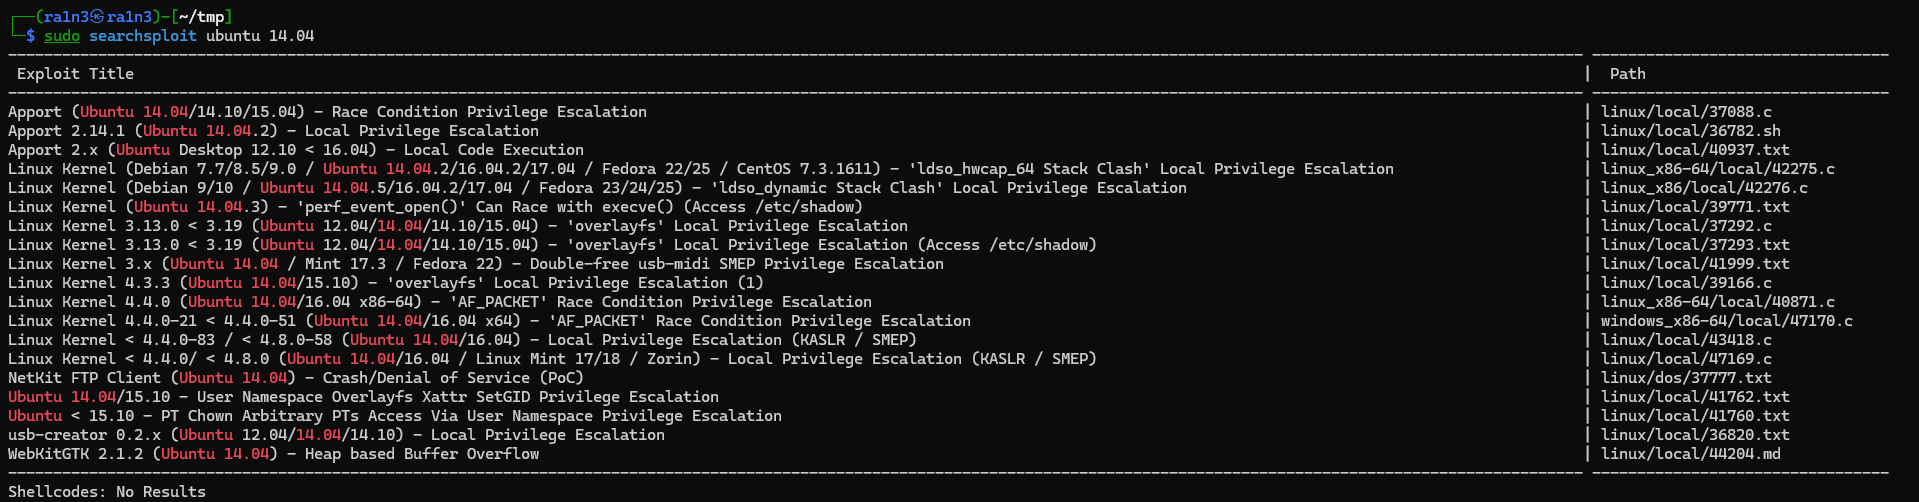 ┌──(ra1n3㉿ra1n3)-[~/tmp]
└─$ sudo searchsploit ubuntu 14.04
Exploit Title | Path
Apport (Ubuntu 14.04/14.10/15.04) - Race Condition Privilege Escalation | linux/local/37088.c
Apport 2.14.1 (Ubuntu 14.04.2) - Local Privilege Escalation | linux/local/36782.sh
Apport 2.x (Ubuntu Desktop 12.10 < 16.04) - Local Code Execution | linux/local/40937.txt
Linux Kernel (Debian 7.7/8.5/9.0 / Ubuntu 14.04.2/16.04.2/17.04 / Fedora 22/25 / CentOS 7.3.1611) - 'ldso_hwcap_64 Stack Clash' Local Privilege Escalation | linux_x86-64/local/42275.c
Linux Kernel (Debian 9/10 / Ubuntu 14.04.5/16.04.2/17.04 / Fedora 23/24/25) - 'ldso_dynamic Stack Clash' Local Privilege Escalation | linux_x86/local/42276.c
Linux Kernel (Ubuntu 14.04.3) - 'perf_event_open()' Can Race with execve() (Access /etc/shadow) | linux/local/39771.txt
Linux Kernel 3.13.0 < 3.19 (Ubuntu 12.04/14.04/14.10/15.04) - 'overlayfs' Local Privilege Escalation | linux/local/37292.c
Linux Kernel 3.13.0 < 3.19 (Ubuntu 12.04/14.04/14.10/15.04) - 'overlayfs' Local Privilege Escalation (Access /etc/shadow) | linux/local/37293.txt
Linux Kernel 3.x (Ubuntu 14.04 / Mint 17.3 / Fedora 22) - Double-free usb-midi SMEP Privilege Escalation | linux/local/41999.txt
Linux Kernel 4.3.3 (Ubuntu 14.04/15.10) - 'overlayfs' Local Privilege Escalation (1) | linux/local/39166.c
Linux Kernel 4.4.0 (Ubuntu 14.04/16.04 x86-64) - 'AF_PACKET' Race Condition Privilege Escalation | linux_x86-64/local/40871.c
Linux Kernel 4.4.0-21 < 4.4.0-51 (Ubuntu 14.04/16.04 x64) - 'AF_PACKET' Race Condition Privilege Escalation | windows_x86-64/local/47170.c
Linux Kernel < 4.4.0-83 / < 4.8.0-58 (Ubuntu 14.04/16.04) - Local Privilege Escalation (KASLR / SMEP) | linux/local/43418.c
Linux Kernel < 4.4.0/ < 4.8.0 (Ubuntu 14.04/16.04 / Linux Mint 17/18 / Zorin) - Local Privilege Escalation (KASLR / SMEP) | linux/local/47169.c
NetKit FTP Client (Ubuntu 14.04) - Crash/Denial of Service (PoC) | linux/dos/37777.txt
Ubuntu 14.04/15.10 - User Namespace Overlayfs Xattr SetGID Privilege Escalation | linux/local/41762.txt
Ubuntu < 15.10 - PT Chown Arbitrary PTs Access Via User Namespace Privilege Escalation | linux/local/41760.txt
usb-creator 0.2.x (Ubuntu 12.04/14.04/14.10) - Local Privilege Escalation | linux/local/36820.txt
WebKitGTK 2.1.2 (Ubuntu 14.04) - Heap based Buffer Overflow | linux/local/44204.md
Shellcodes: No Results